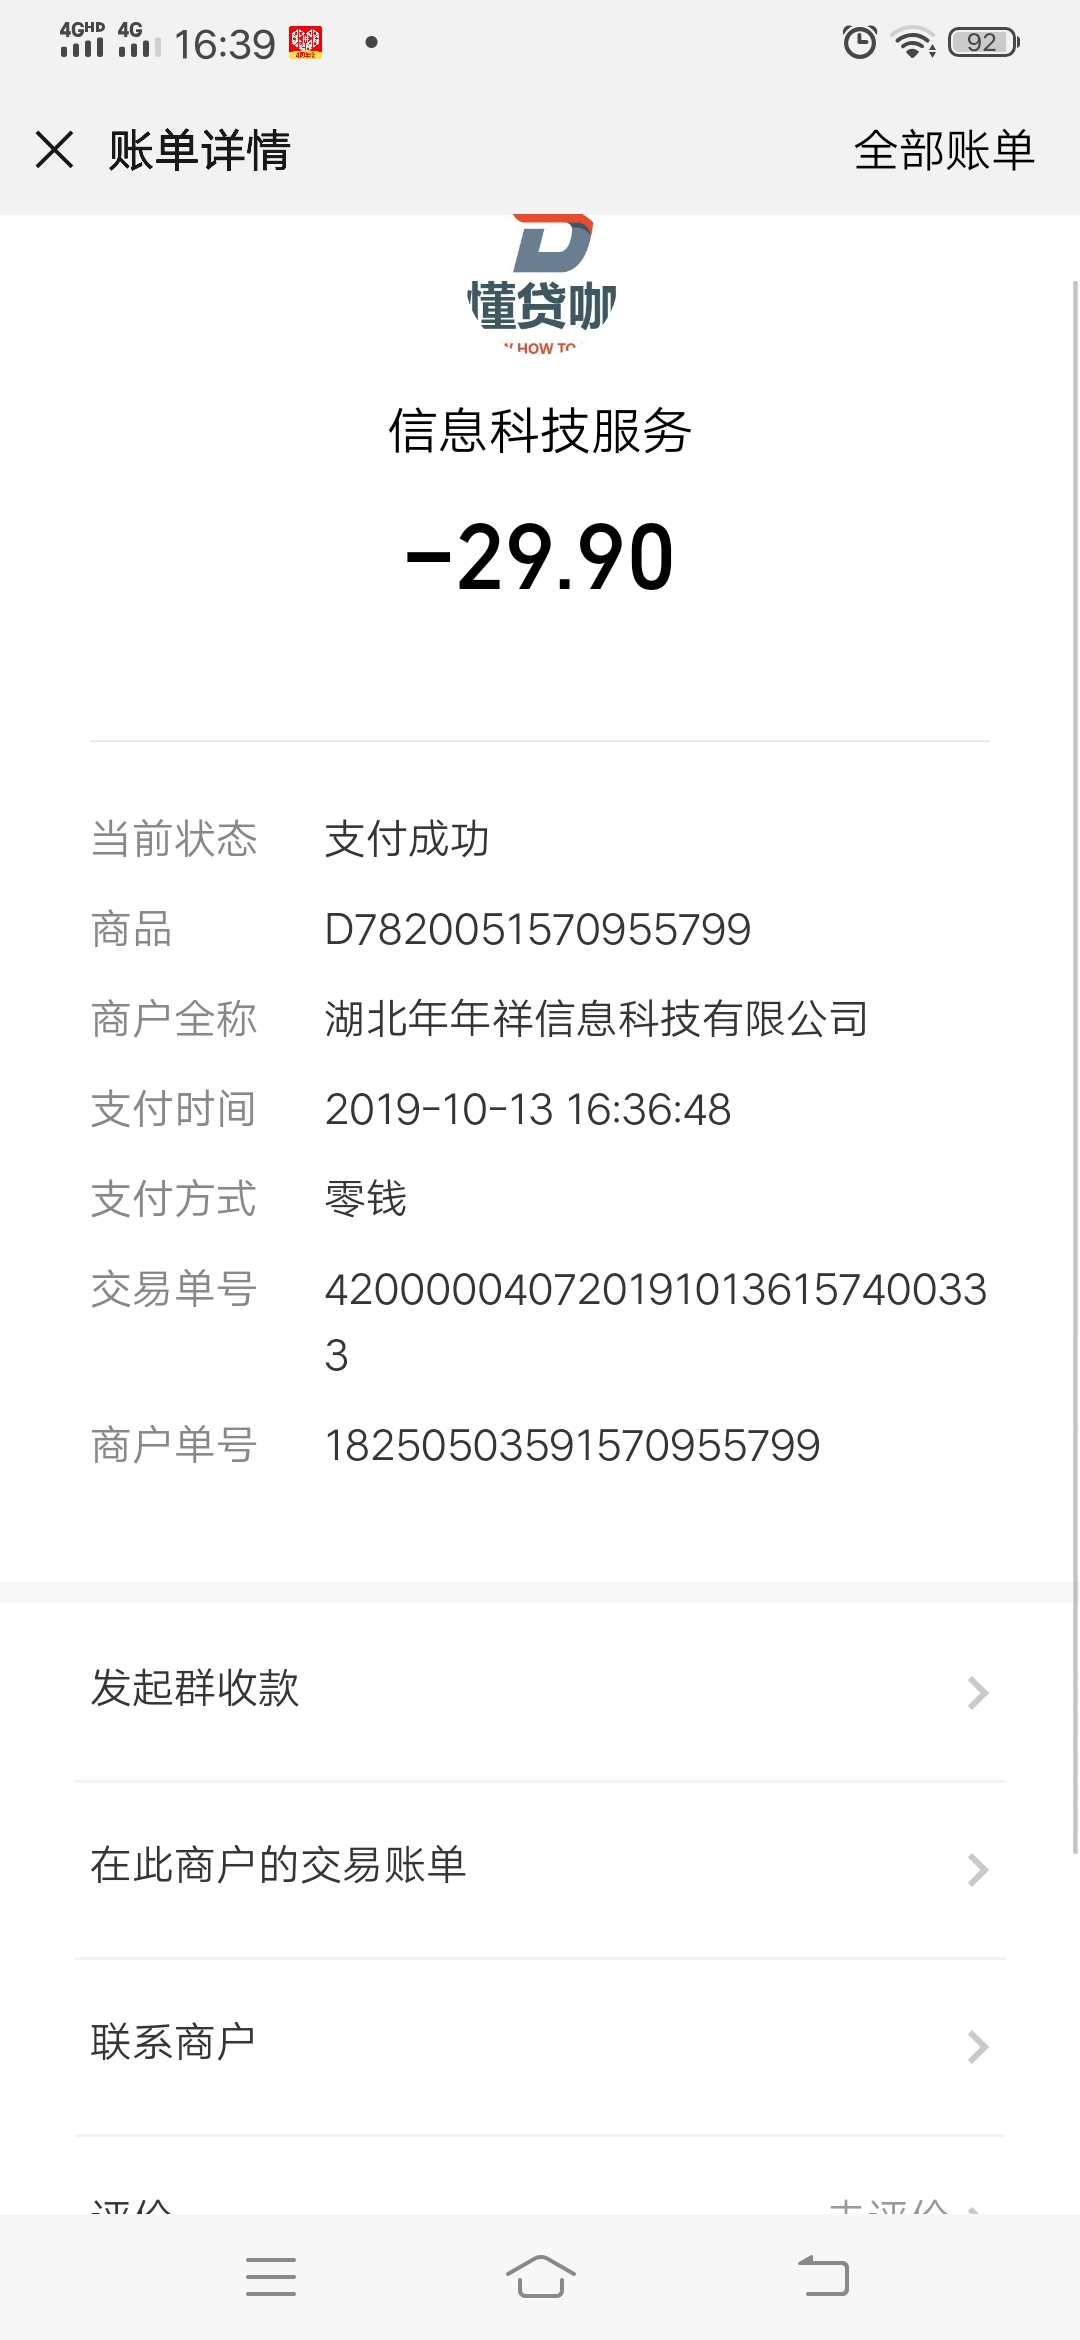 4GHD 4G 16:39 92
账单详情 全部账单
懂贷咖
HOW TO
信息科技服务
-29.90
当前状态 支付成功
商品 D7820051570955799
商户全称 湖北年年祥信息科技有限公司
支付时间 2019-10-13 16:36:48
支付方式 零钱
交易单号 420000040720191013615740033
3
商户单号 18250503591570955799
发起群收款
在此商户的交易账单
联系商户
评价